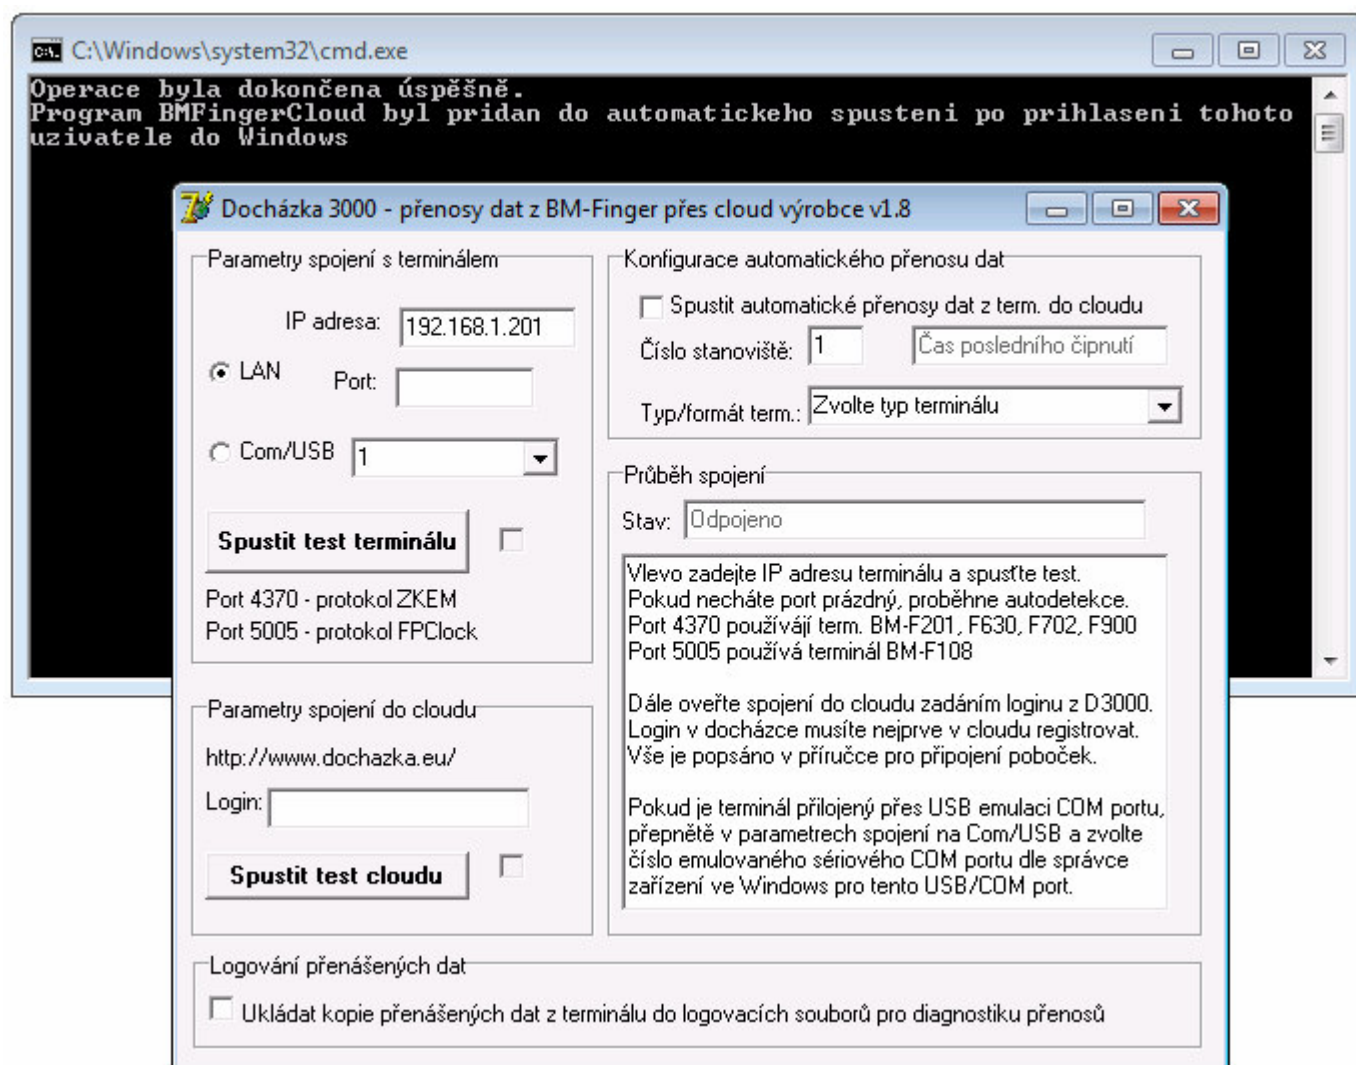 C:\Windows\system32\cmd.exe
Operace byla dokončena úspěšně.
Program BMFingerCloud byl pridan do automatickeho spusteni po prihlaseni tohoto
uzivatele do Windows
Docházka 3000 - přenosy dat z BM-Finger přes cloud výrobce v1.8
Parametry spojení s terminálem
IP adresa: 192.168.1.201
LAN Port:
Com/USB 1
Spustit test terminálu
Port 4370 - protokol ZKEM
Port 5005 - protokol FPClock
Parametry spojení do cloudu
http://www.dochazka.eu/
Login:
Spustit test cloudu
Konfigurace automatického přenosu dat
Spustit automatické přenosy dat z term. do cloudu
Číslo stanoviště: 1 Čas posledního čipnutí
Typ/formát term.: Zvolte typ terminálu
Průběh spojení
Stav: Odpojeno
Vlevo zadejte IP adresu terminálu a spusťte test.
Pokud necháte port prázdný, proběhne autodetekce.
Port 4370 používájí term. BM-F201, F630, F702, F900
Port 5005 používá terminál BM-F108
Dále oveřte spojení do cloudu zadáním loginu z D3000.
Login v docházce musíte nejprve v cloudu registrovat.
Vše je popsáno v příručce pro připojení poboček.
Pokud je terminál přilojený přes USB emulaci COM portu,
přepnětě v parametrech spojení na Com/USB a zvolte
číslo emulovaného sériového COM portu dle správce
zařízení ve Windows pro tento USB/COM port.
Logování přenášených dat
Ukládat kopie přenášených dat z terminálu do logovacích souborů pro diagnostiku přenosů